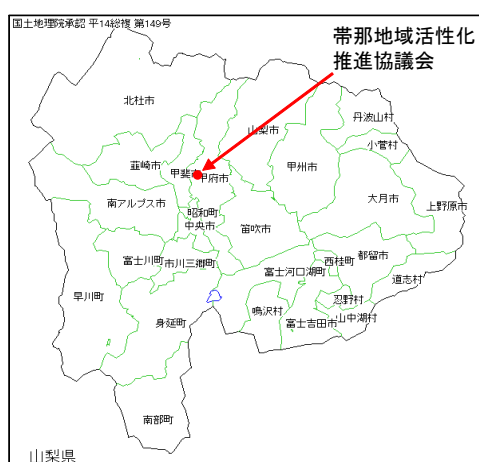 国土地理院承認 平14総複 第149号
帯那地域活性化
推進協議会
北杜市
山梨市
丹波山村
小菅村
韮崎市
甲斐市
甲府市
甲州市
大月市
上野原市
南アルプス市
昭和町
中央市
笛吹市
富士川町
市川三郷町
富士河口湖町
西桂町
都留市
道志村
早川町
鳴沢村
忍野村
山中湖村
富士吉田市
身延町
南部町
山梨県